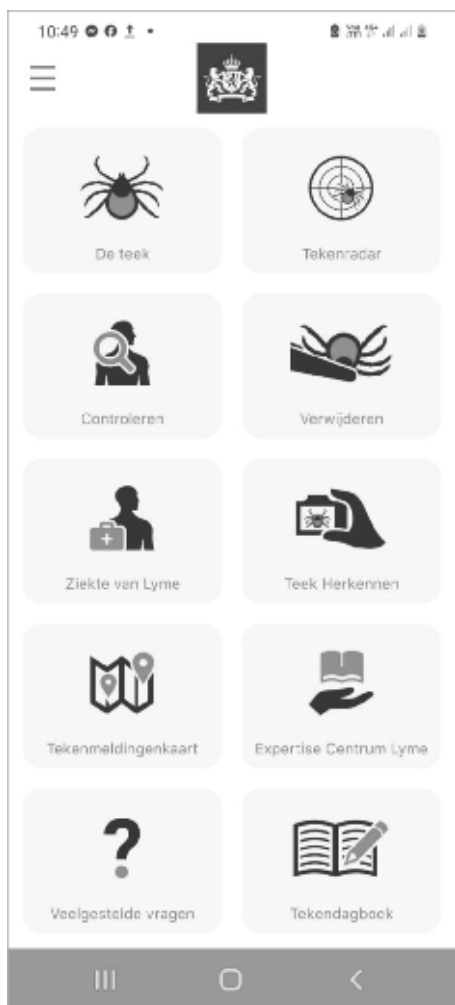 10:49
De teek
Tekenradar
Controleren
Verwijderen
Ziekte van Lyme
Teek Herkennen
Tekenmeldingenkaart
Expertise Centrum Lyme
Veelgestelde vragen
Tekendagboek